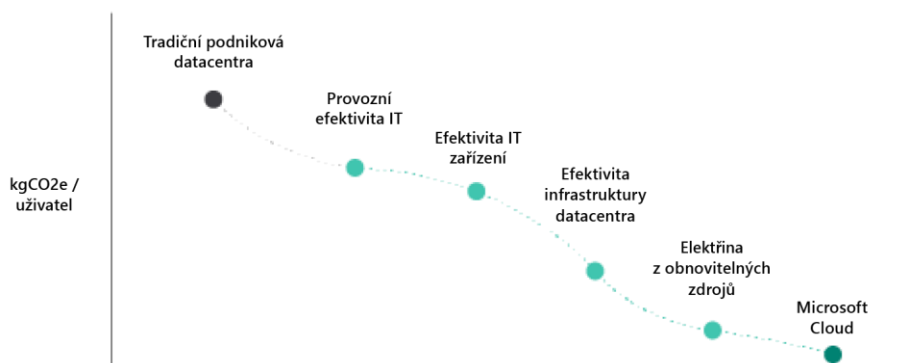 Tradiční podniková
datacentra
Provozní
efektivita IT
Efektivita IT
zařízení
Efektivita
infrastruktury
datacentra
kgCO2e /
uživatel
Elektřina
z obnovitelných
zdrojů
Microsoft
Cloud